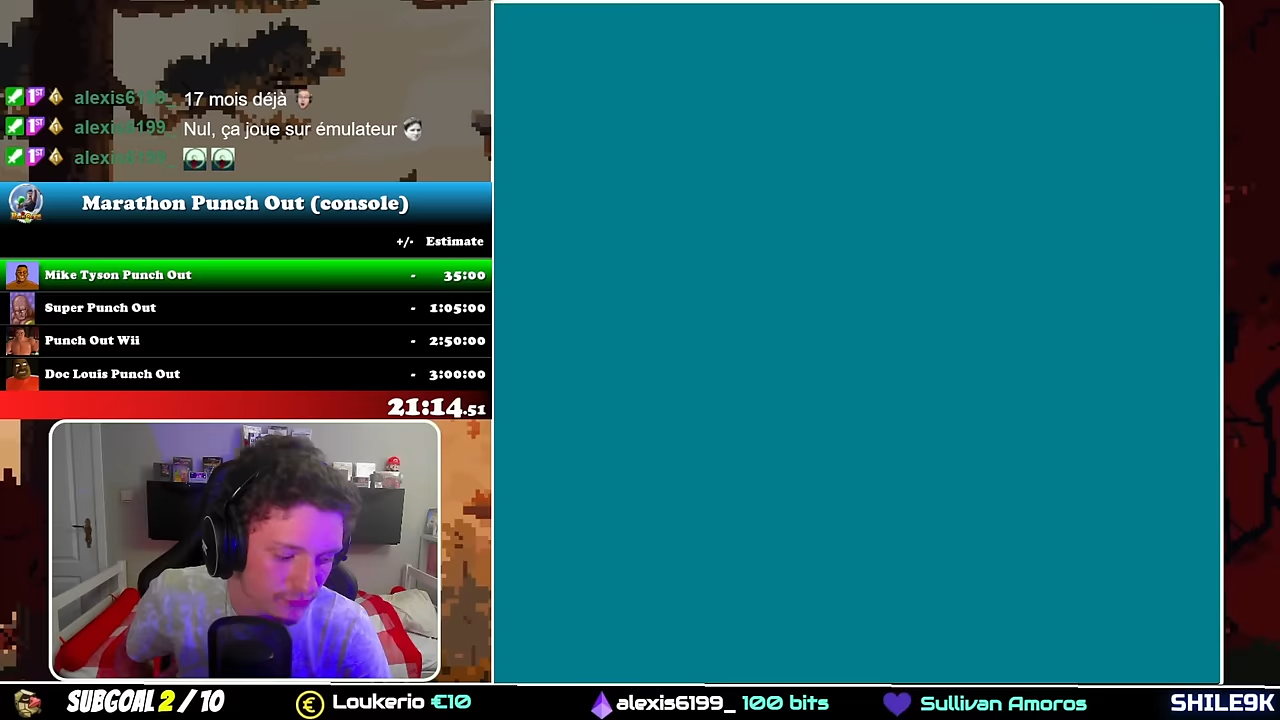 alexis6199_ 17 mois déjà
alexis6199_ Nul, ça joue sur émulateur
alexis6199_
Marathon Punch Out (console)
+/- Estimate
Mike Tyson Punch Out - 35:00
Super Punch Out - 1:05:00
Punch Out Wii - 2:50:00
Doc Louis Punch Out - 3:00:00
21:14.51
SUBGOAL 2 / 10
Loukerio €10
alexis6199_ 100 bits
Sullivan Amoros
SHILE9K